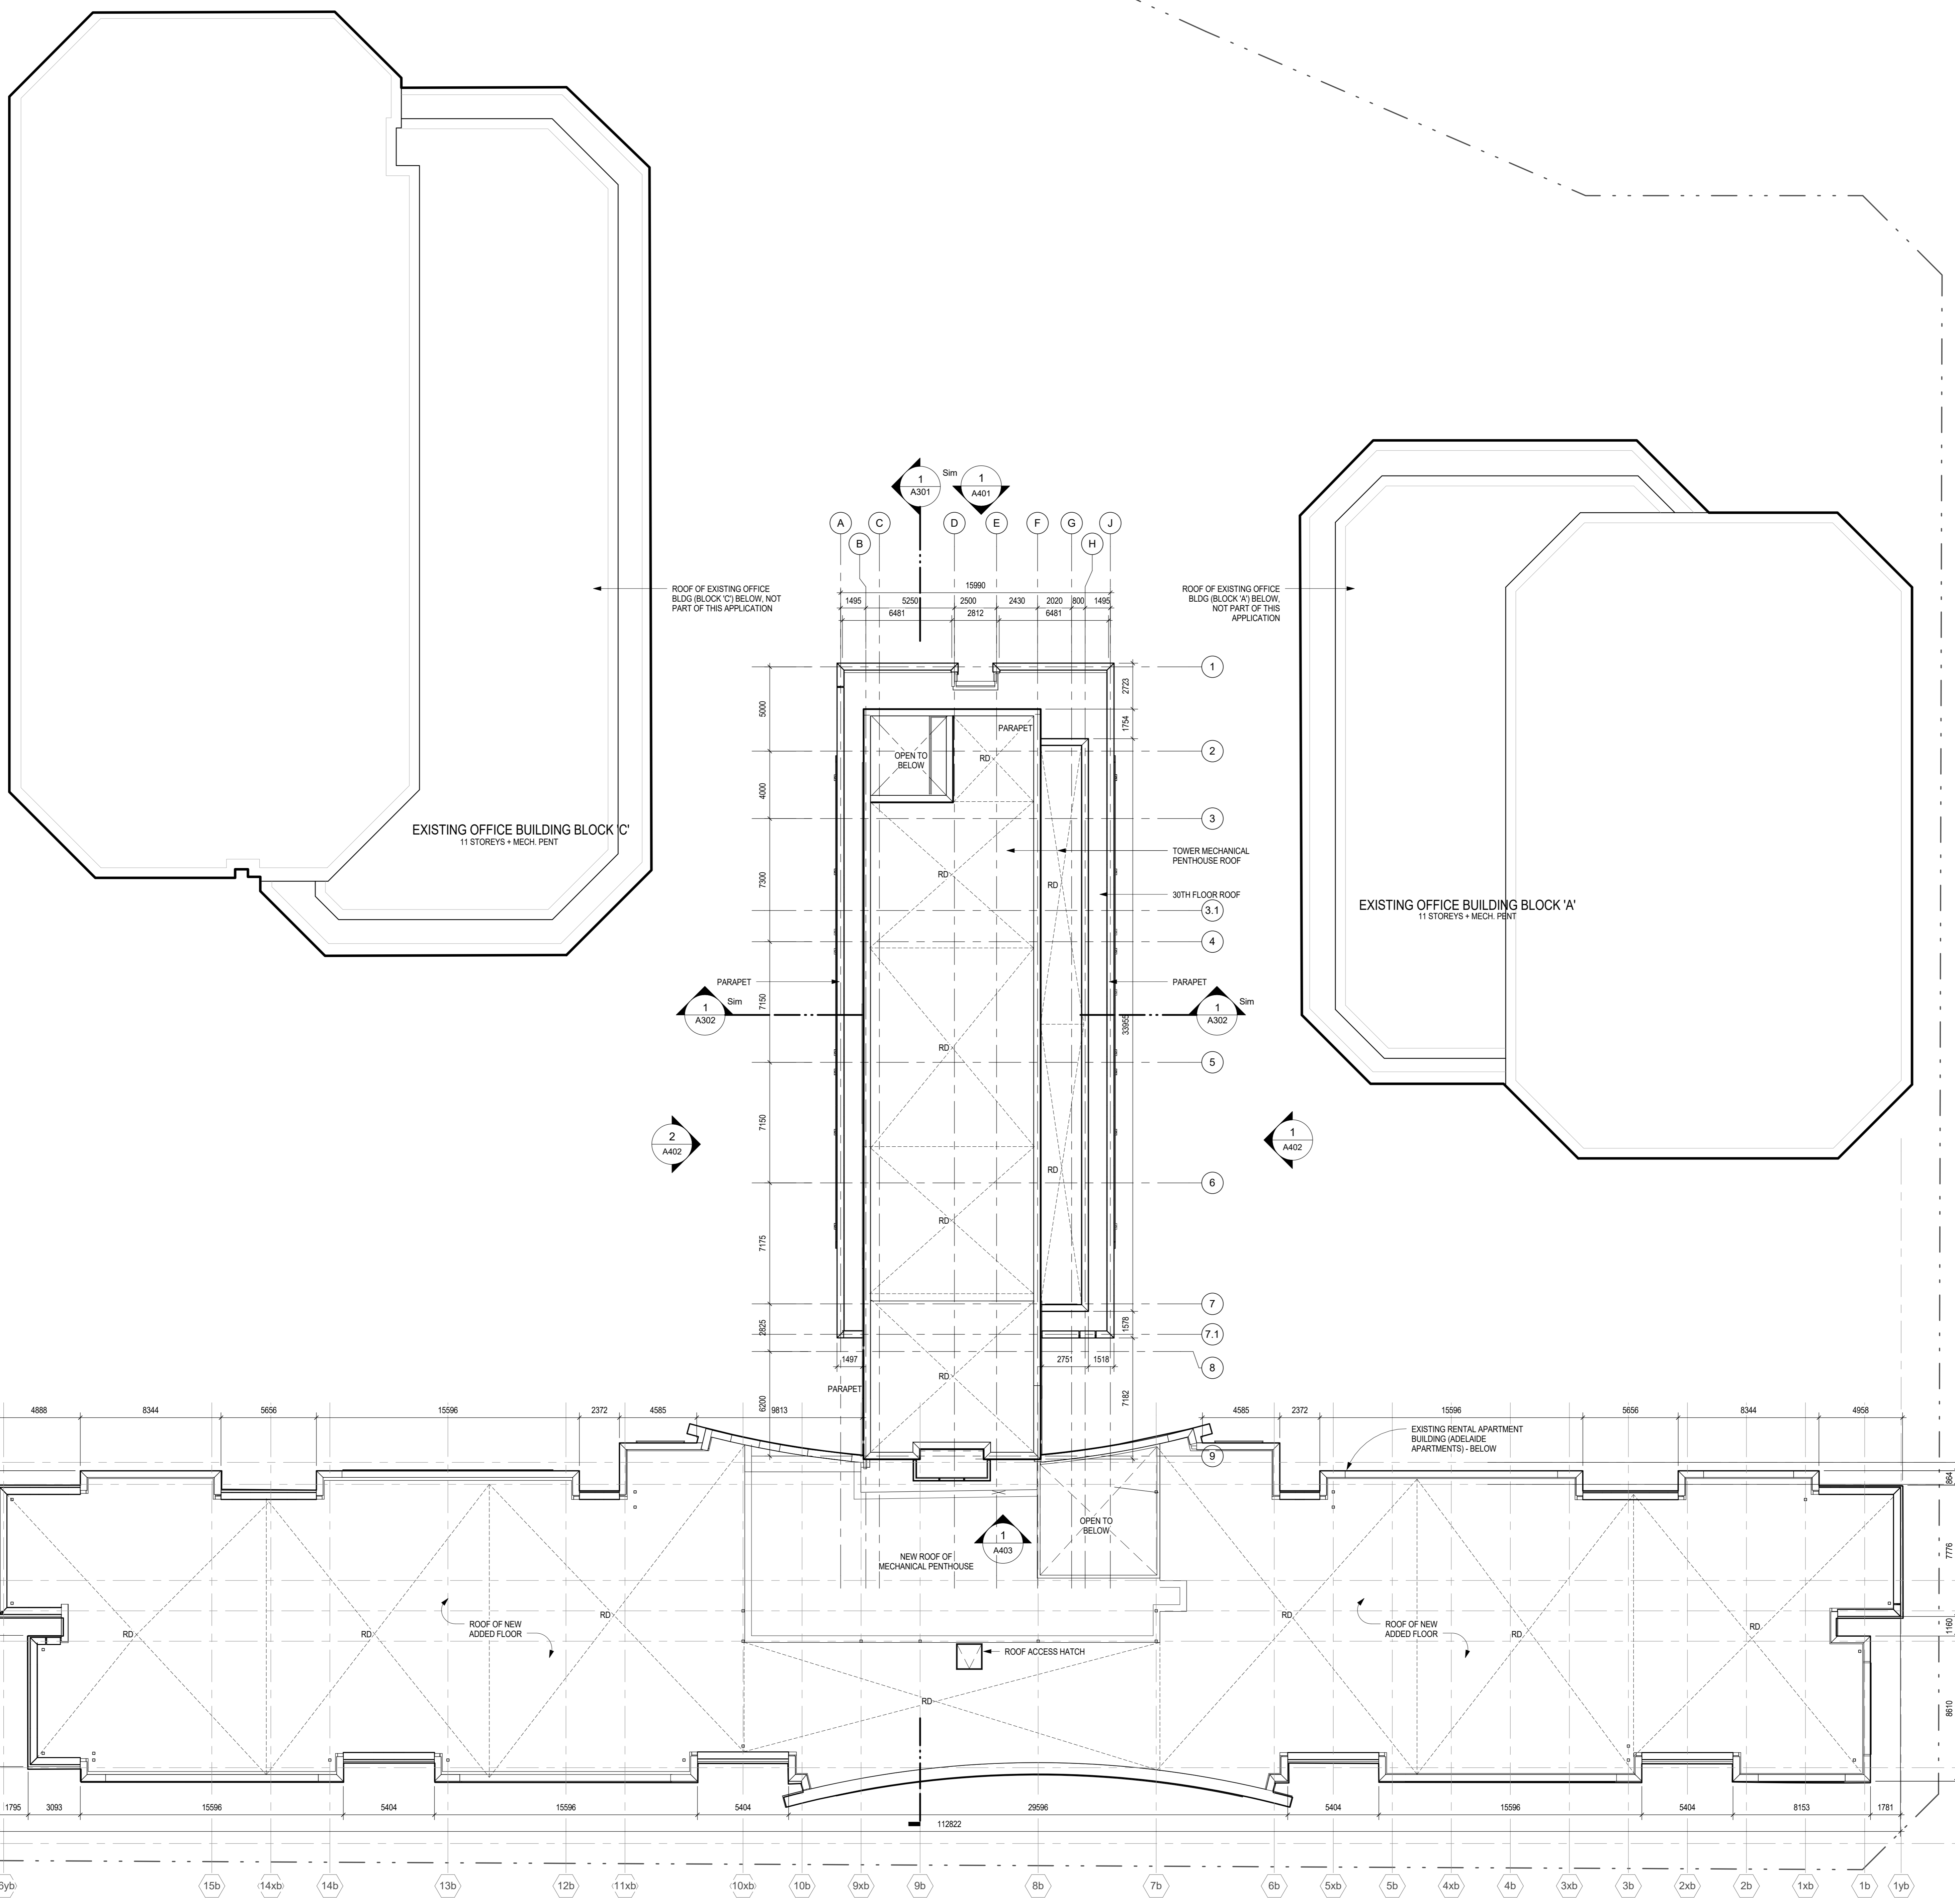 1
A301
Sim
1
A401
A
C
D
E
F
G
J
B
H
15990
1495
5250
2500
2430
2020
800
1495
6481
2812
6481
ROOF OF EXISTING OFFICE
BLDG (BLOCK 'C') BELOW, NOT
PART OF THIS APPLICATION
ROOF OF EXISTING OFFICE
BLDG (BLOCK 'A') BELOW,
NOT PART OF THIS
APPLICATION
1
2723
5000
1754
PARAPET
2
OPEN TO
BELOW
RD
4000
3
EXISTING OFFICE BUILDING BLOCK 'C'
11 STOREYS + MECH. PENT
TOWER MECHANICAL
PENTHOUSE ROOF
7300
RD
RD
30TH FLOOR ROOF
3.1
EXISTING OFFICE BUILDING BLOCK 'A'
11 STOREYS + MECH. PENT
4
PARAPET
PARAPET
7150
1
A302
Sim
33955
1
A302
Sim
RD
5
7150
2
A402
1
A402
RD
6
RD
7175
7
1578
2825
7.1
1497
2751
1518
8
RD
PARAPET
6200
7182
4888
8344
5656
15596
2372
4585
9813
4585
2372
15596
5656
8344
4958
EXISTING RENTAL APARTMENT
BUILDING (ADELAIDE
APARTMENTS) - BELOW
9
864
OPEN TO
BELOW
1
A403
7776
NEW ROOF OF
MECHANICAL PENTHOUSE
RD
RD
ROOF OF NEW
ADDED FLOOR
RD
RD
ROOF OF NEW
ADDED FLOOR
RD
RD
1160
ROOF ACCESS HATCH
RD
8610
1795
3093
15596
5404
15596
5404
29596
5404
15596
5404
8153
1781
112822
6yb
15b
14xb
14b
13b
12b
11xb
10xb
10b
9xb
9b
8b
7b
6b
5xb
5b
4xb
4b
3xb
3b
2xb
2b
1xb
1b
1yb